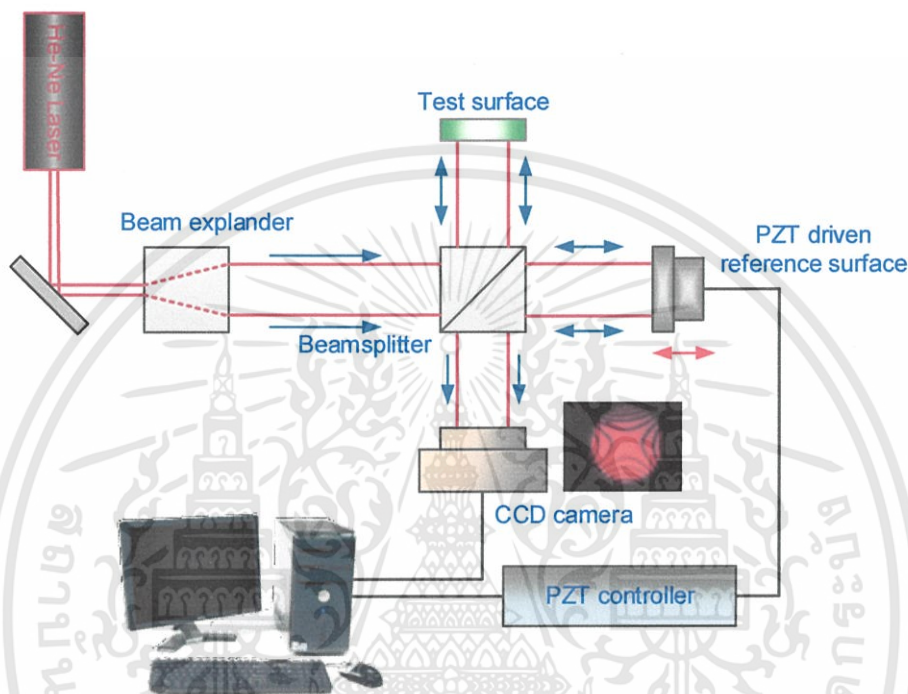 He-Ne Laser
Test surface
Beam explander
PZT driven
reference surface
Beamsplitter
CCD camera
PZT controller